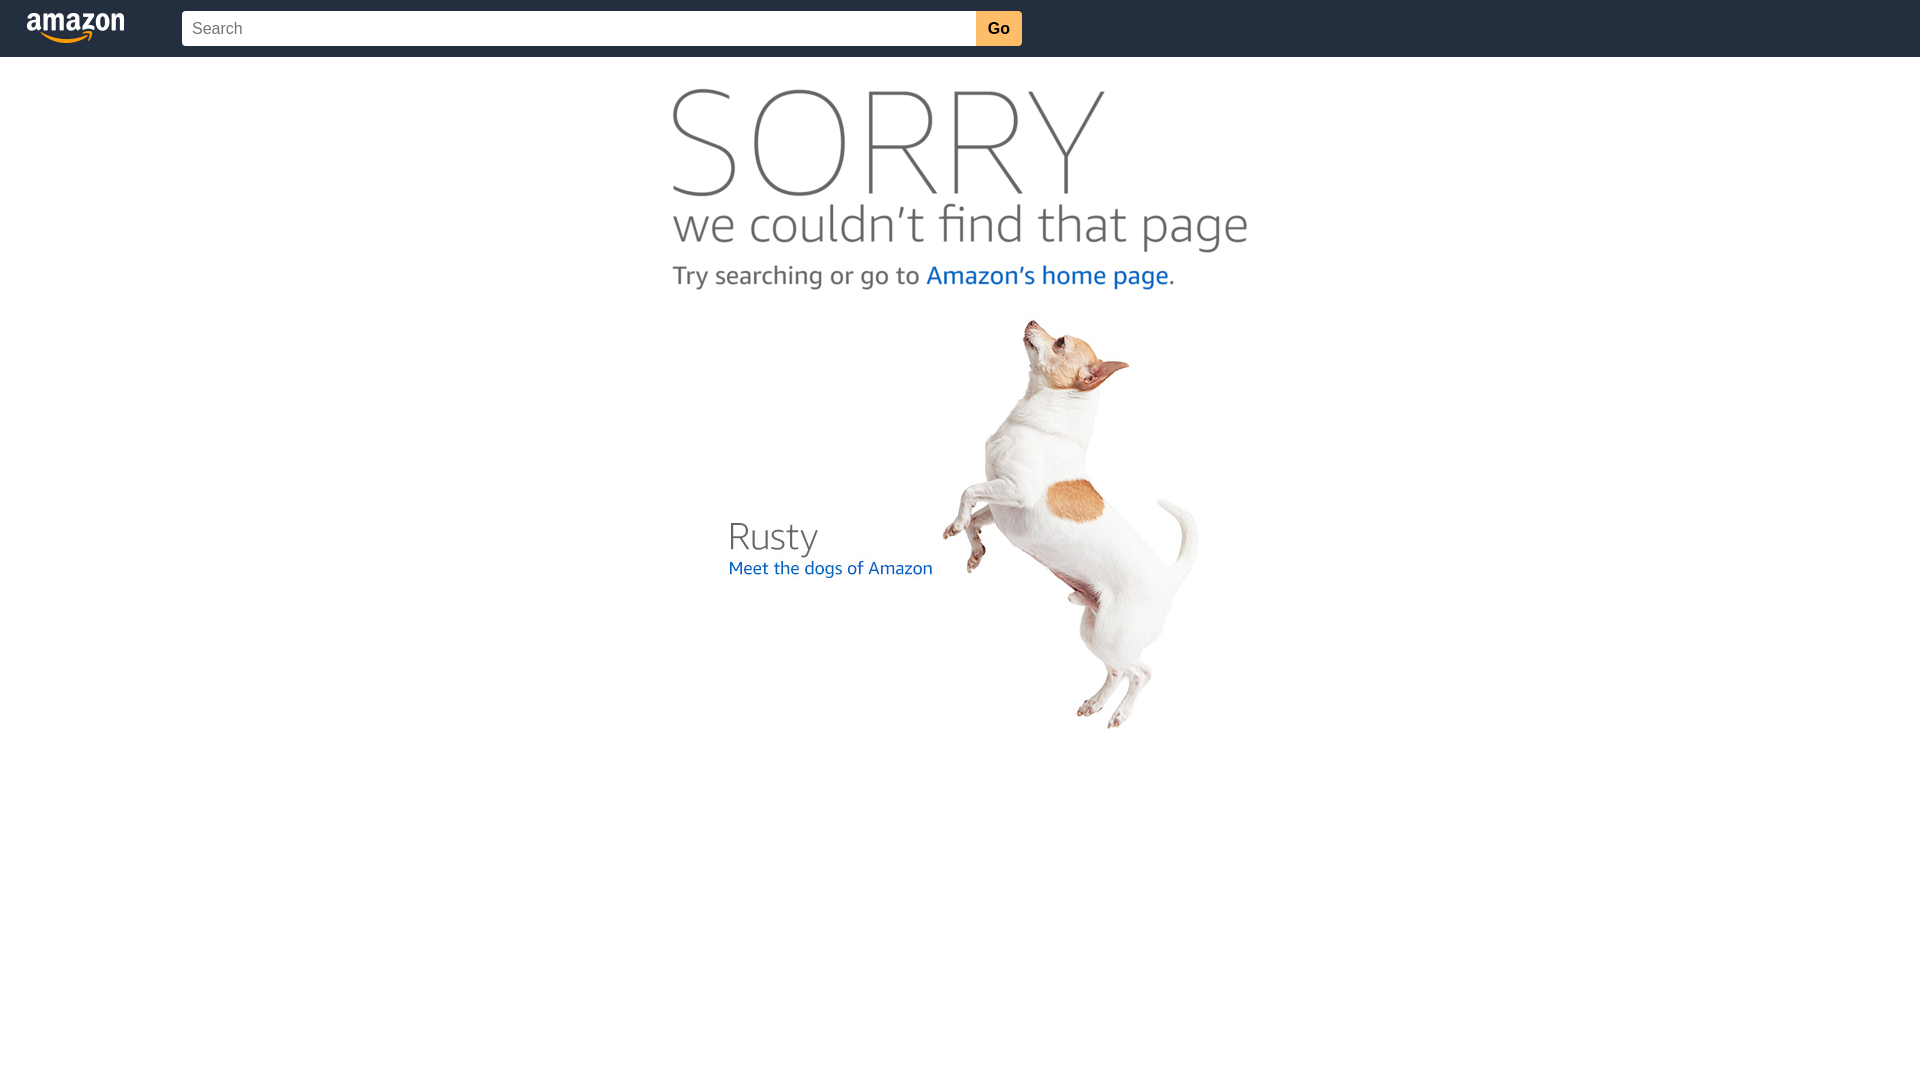 amazon
Search
Go
SORRY
we couldn’t find that page
Try searching or go to Amazon’s home page.
Rusty
Meet the dogs of Amazon